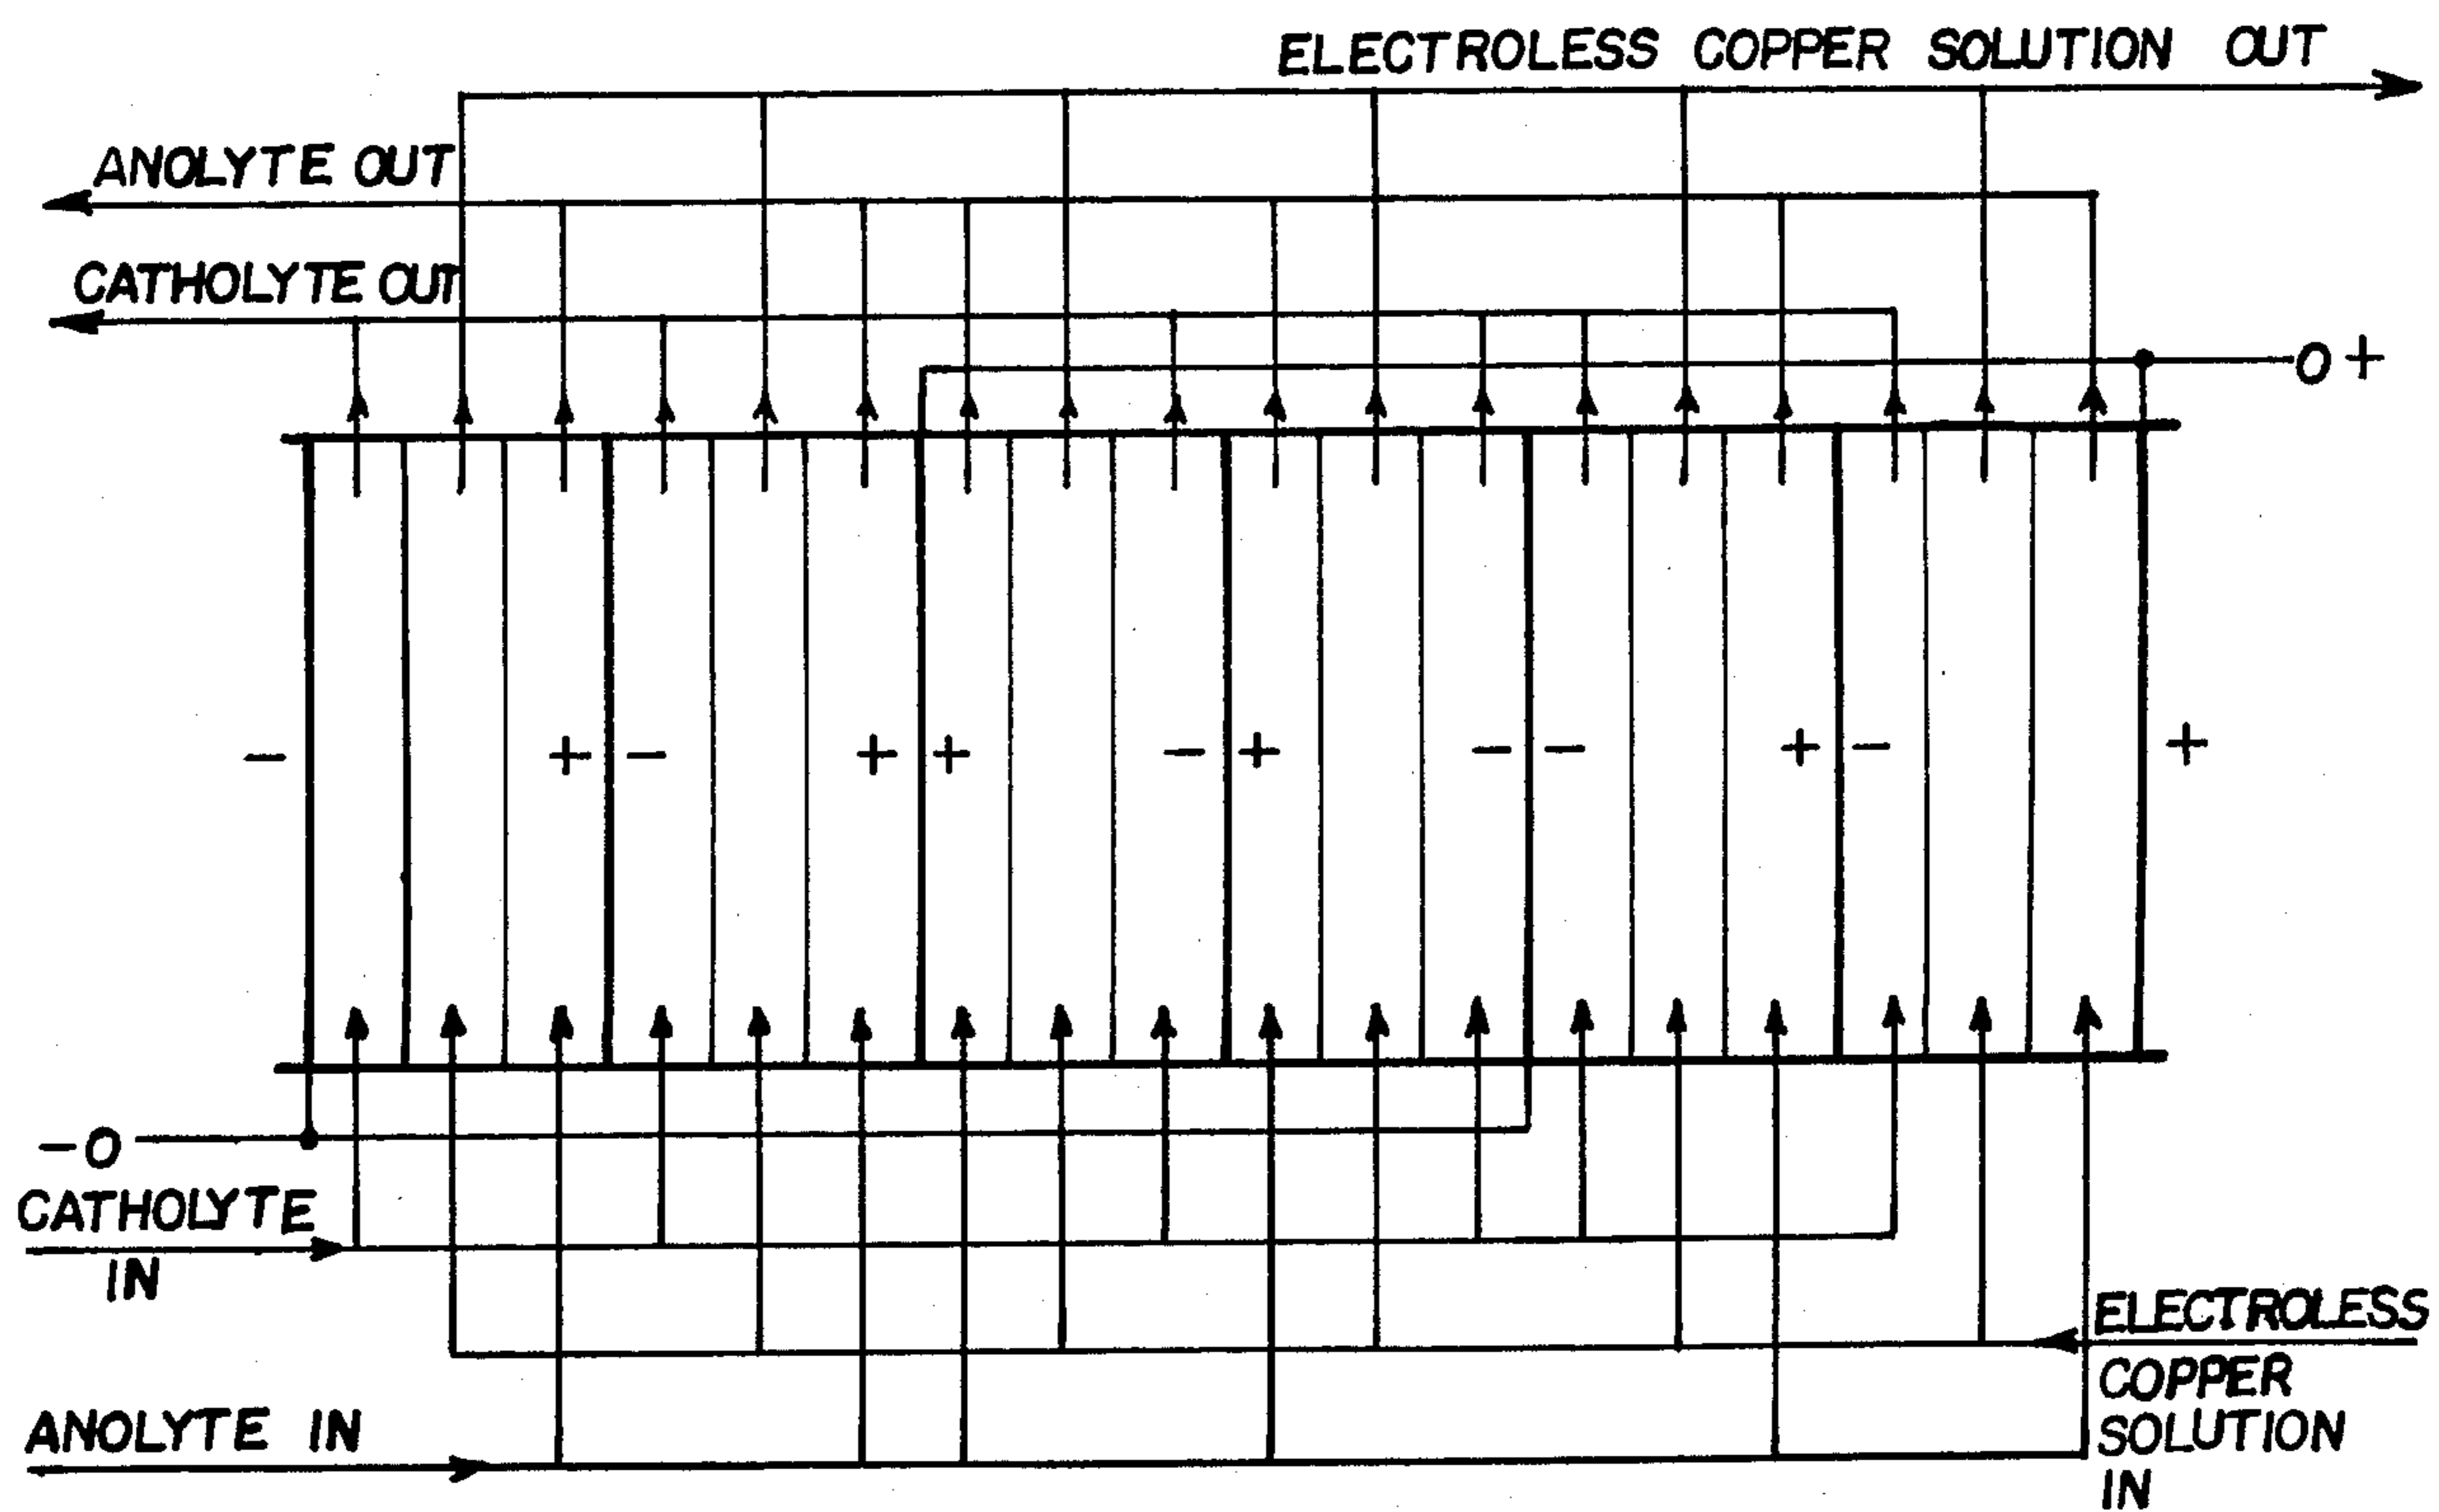 ELECTROLESS COPPER SOLUTION OUT
ANOLYTE OUT
CATHOLYTE OUT
O +
− + − + + − + − − + − +
− O
CATHOLYTE
IN
ELECTROLESS
COPPER
SOLUTION
IN
ANOLYTE IN